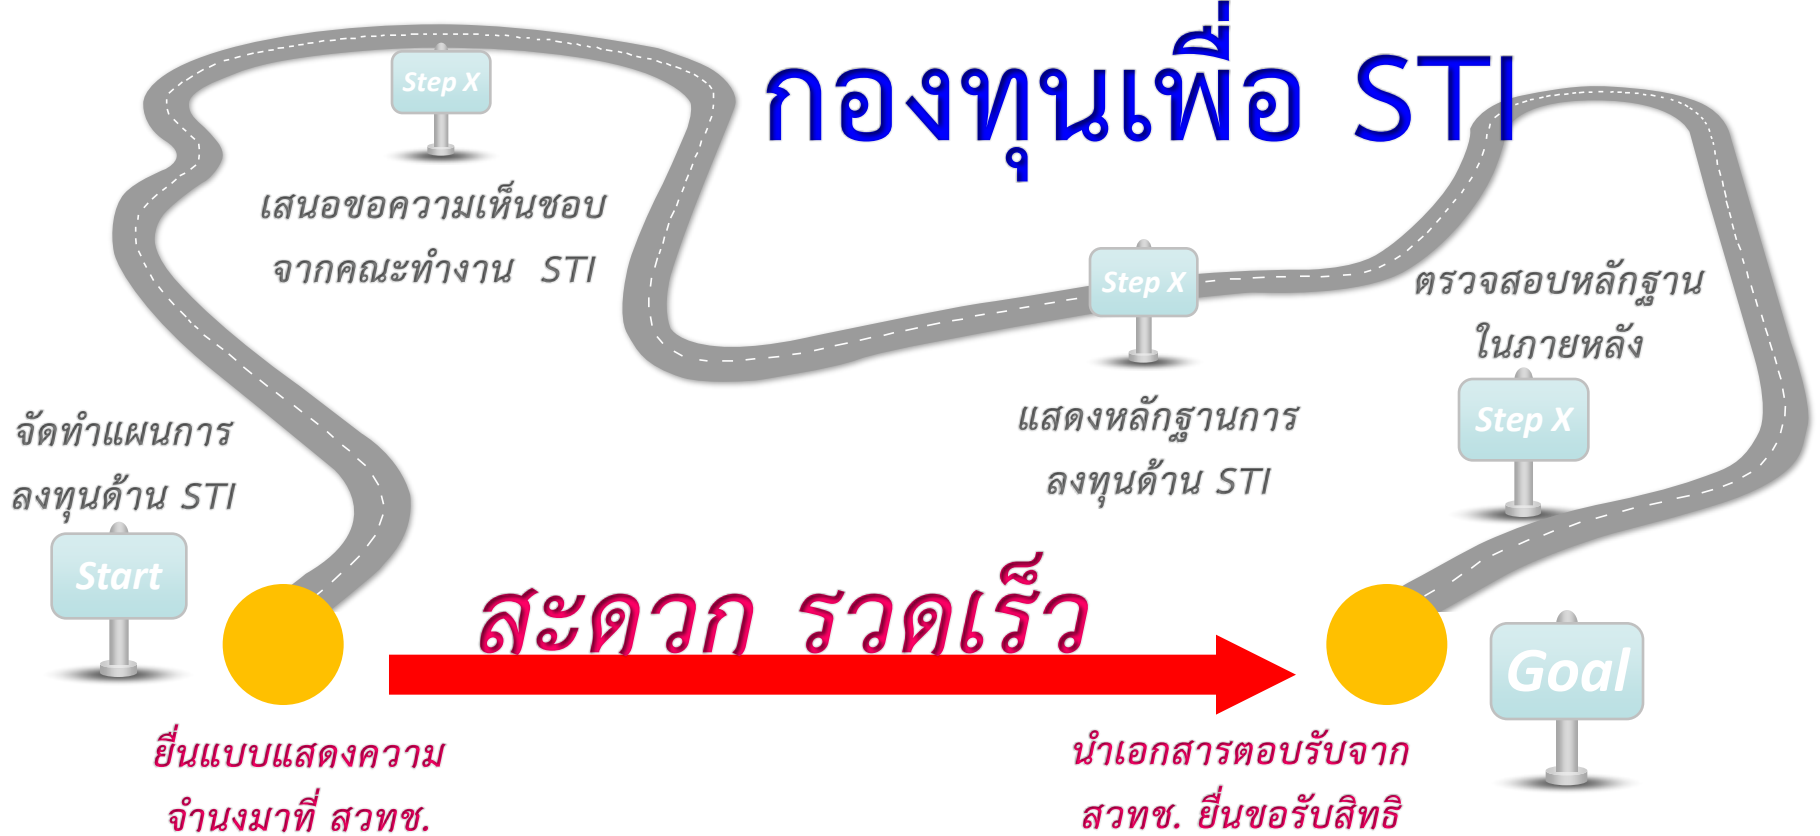 กองทุนเพื่อ STI
Step X
เสนอขอความเห็นชอบ
จากคณะทำงาน STI
Step X
แสดงหลักฐานการ
ลงทุนด้าน STI
ตรวจสอบหลักฐาน
ในภายหลัง
Step X
จัดทำแผนการ
ลงทุนด้าน STI
Start
สะดวก รวดเร็ว
Goal
ยื่นแบบแสดงความ
จำนงมาที่ สวทช.
นำเอกสารตอบรับจาก
สวทช. ยื่นขอรับสิทธิ